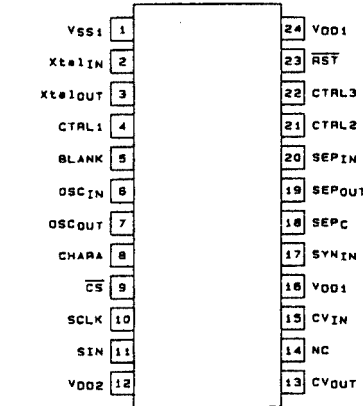 VSS1 1 24 VDD1
XtalIN 2 23 RST
XtalOUT 3 22 CTRL3
CTRL1 4 21 CTRL2
BLANK 5 20 SEPIN
OSCIN 6 19 SEPOUT
OSCOUT 7 18 SEPC
CHARA 8 17 SYNIN
CS 9 16 VDD1
SCLK 10 15 CVIN
SIN 11 14 NC
VDD2 12 13 CVOUT